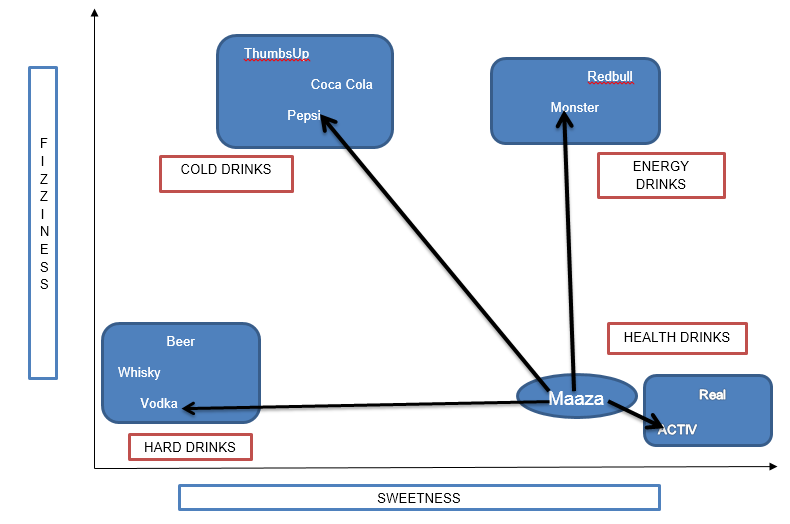 ThumbsUp
Coca Cola
Pepsi
COLD DRINKS
Redbull
Monster
ENERGY
DRINKS
F
I
Z
Z
I
N
E
S
S
Beer
Whisky
Vodka
HARD DRINKS
HEALTH DRINKS
Maaza
Real
ACTIV
SWEETNESS